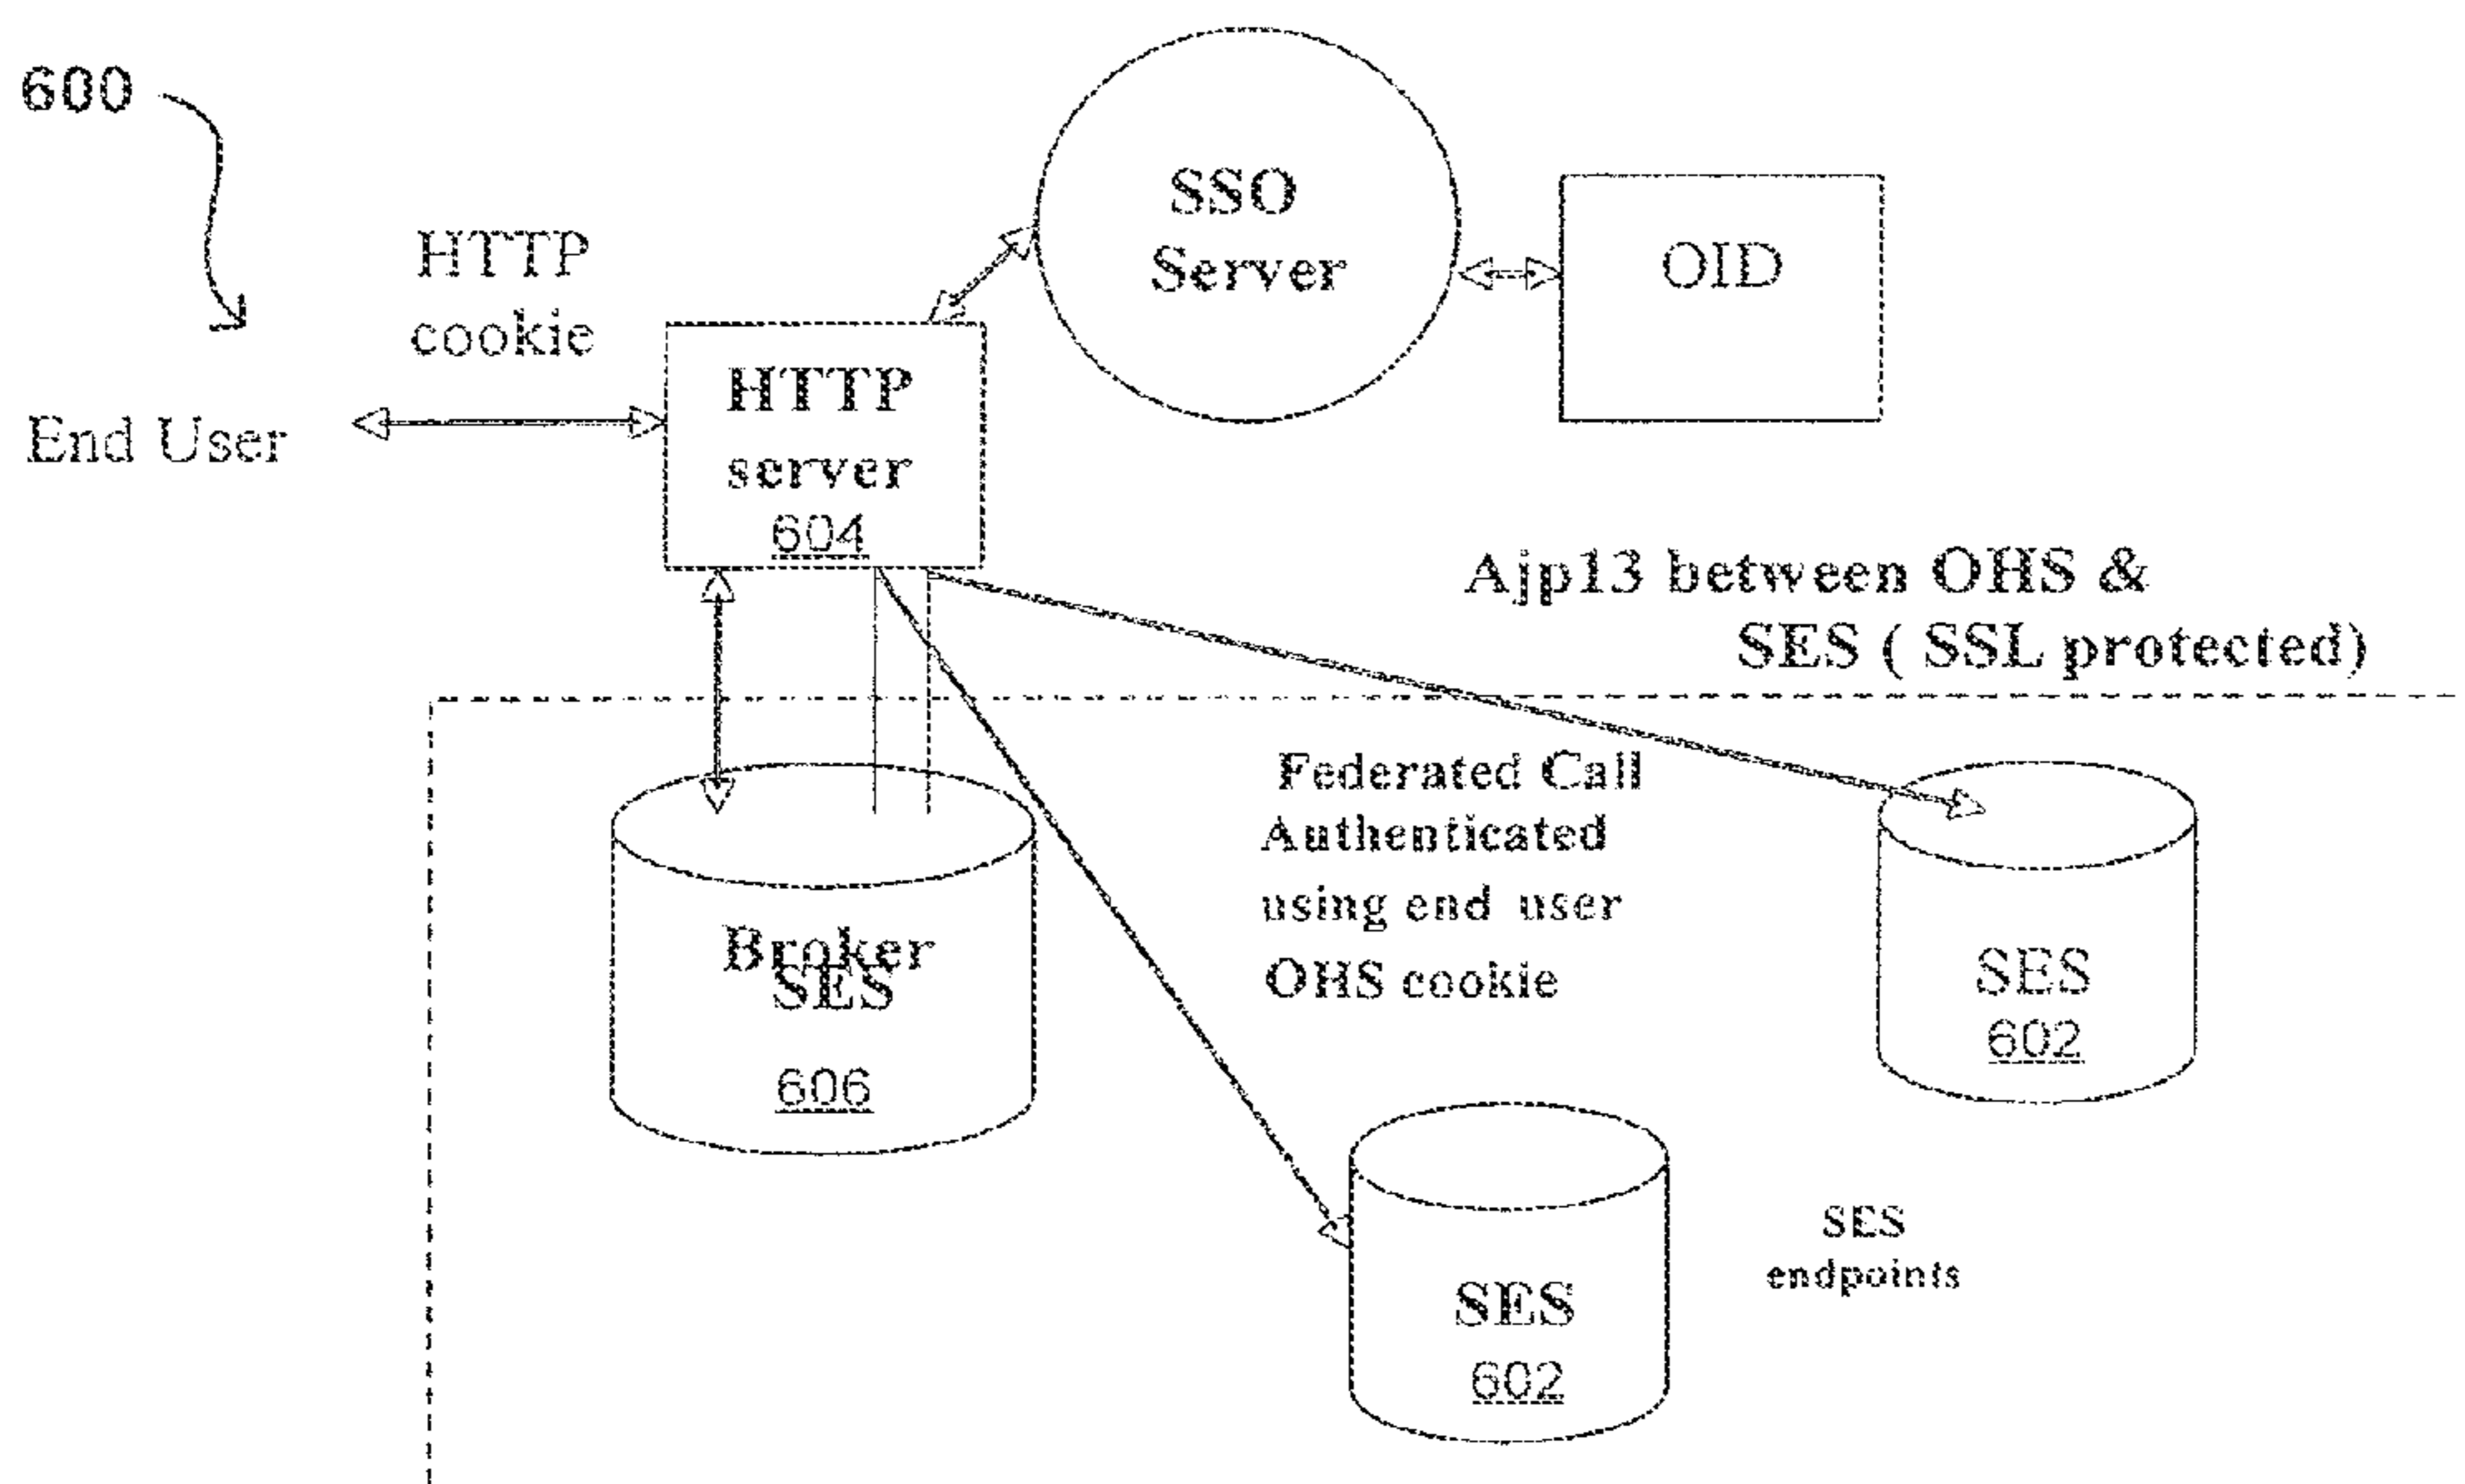 600
HTTP
cookie
End User
HTTP
server
604
SSO
Server
OID
Ajp13 between OHS &
SES ( SSL protected)
Federated Call
Authenticated
using end user
OHS cookie
Broker
SES
606
SES
602
SES
602
SES
endpoints